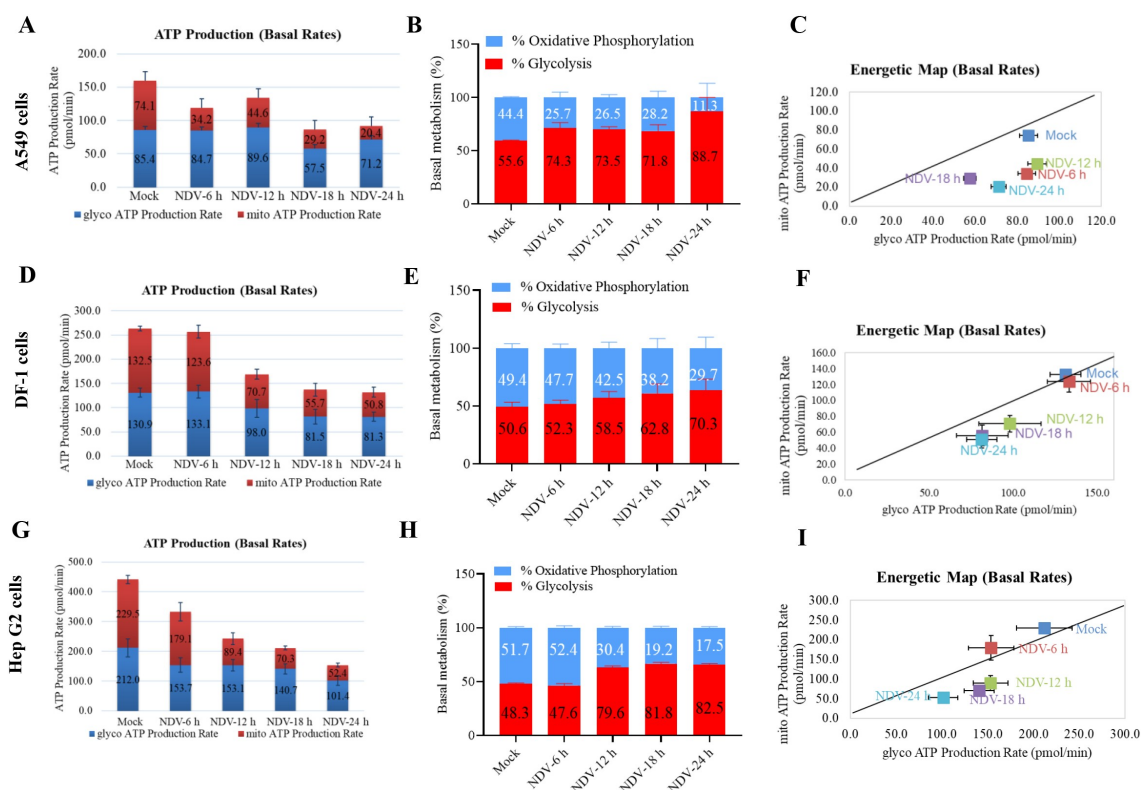 A
A549 cells
ATP Production (Basal Rates)
ATP Production Rate
(pmol/min)
200.0
150.0
100.0
50.0
0.0
74.1
34.2
44.6
29.2
20.4
85.4
84.7
89.6
57.5
71.2
Mock
NDV-6 h
NDV-12 h
NDV-18 h
NDV-24 h
glyco ATP Production Rate
mito ATP Production Rate
B
% Oxidative Phosphorylation
% Glycolysis
Basal metabolism (%)
150
100
50
0
44.4
25.7
26.5
28.2
11.3
55.6
74.3
73.5
71.8
88.7
Mock
NDV-6 h
NDV-12 h
NDV-18 h
NDV-24 h
C
Energetic Map (Basal Rates)
mito ATP Production Rate
(pmol/min)
120.0
100.0
80.0
60.0
40.0
20.0
0.0
Mock
NDV-12 h
NDV-6 h
NDV-18 h
NDV-24 h
0.0
20.0
40.0
60.0
80.0
100.0
120.0
glyco ATP Production Rate (pmol/min)
D
DF-1 cells
ATP Production (Basal Rates)
ATP Production Rate (pmol/min)
300.0
250.0
200.0
150.0
100.0
50.0
0.0
132.5
123.6
70.7
55.7
50.8
130.9
133.1
98.0
81.5
81.3
Mock
NDV-6 h
NDV-12 h
NDV-18 h
NDV-24 h
glyco ATP Production Rate
mito ATP Production Rate
E
% Oxidative Phosphorylation
% Glycolysis
Basal metabolism (%)
150
100
50
0
49.4
47.7
42.5
38.2
29.7
50.6
52.3
58.5
62.8
70.3
Mock
NDV-6 h
NDV-12 h
NDV-18 h
NDV-24 h
F
Energetic Map (Basal Rates)
mito ATP Production Rate
(pmol/min)
160.0
140.0
120.0
100.0
80.0
60.0
40.0
20.0
0.0
Mock
NDV-6 h
NDV-12 h
NDV-18 h
NDV-24 h
0.0
50.0
100.0
150.0
glyco ATP Production Rate (pmol/min)
G
Hep G2 cells
ATP Production (Basal Rates)
ATP Production Rate (pmol/min)
500.0
400.0
300.0
200.0
100.0
0.0
229.5
179.1
89.4
70.3
52.4
212.0
153.7
153.1
140.7
101.4
Mock
NDV-6 h
NDV-12 h
NDV-18 h
NDV-24 h
glyco ATP Production Rate
mito ATP Production Rate
H
% Oxidative Phosphorylation
% Glycolysis
Basal metabolism (%)
150
100
50
0
51.7
52.4
30.4
19.2
17.5
48.3
47.6
79.6
81.8
82.5
Mock
NDV-6 h
NDV-12 h
NDV-18 h
NDV-24 h
I
Energetic Map (Basal Rates)
mito ATP Production Rate
(pmol/min)
300.0
250.0
200.0
150.0
100.0
50.0
0.0
Mock
NDV-6 h
NDV-12 h
NDV-24
NDV-18 h
0.0
50.0
100.0
150.0
200.0
250.0
300.0
glyco ATP Production Rate (pmol/min)